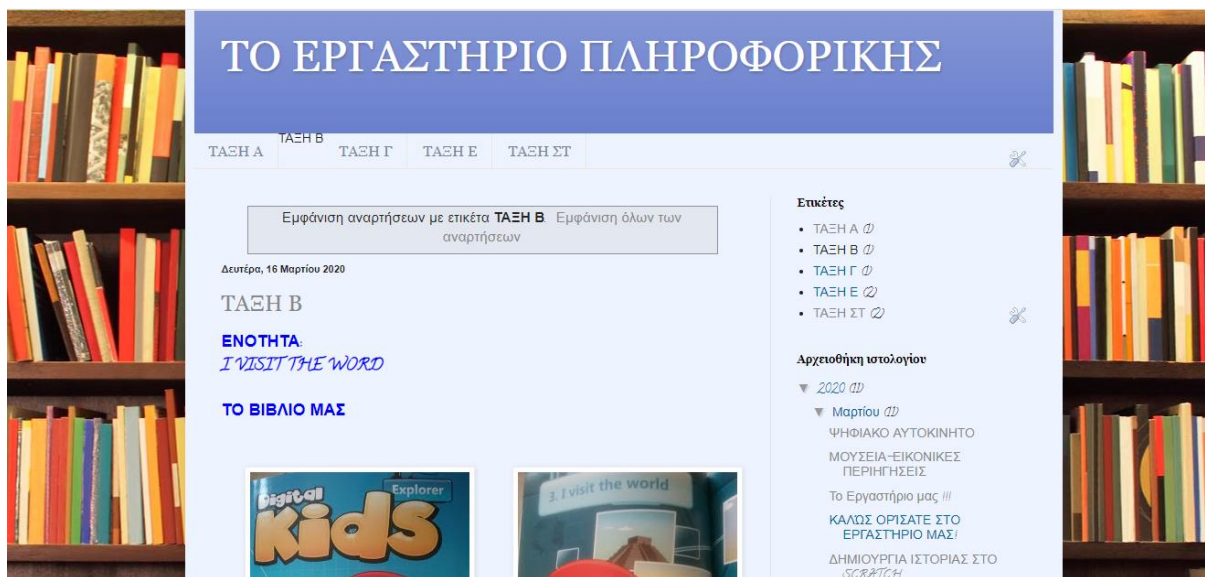 ΤΟ ΕΡΓΑΣΤΗΡΙΟ ΠΛΗΡΟΦΟΡΙΚΗΣ
ΤΑΞΗ Α
ΤΑΞΗ Β
ΤΑΞΗ Γ
ΤΑΞΗ Ε
ΤΑΞΗ ΣΤ
Εμφάνιση αναρτήσεων με ετικέτα ΤΑΞΗ Β. Εμφάνιση όλων των
αναρτήσεων
Δευτέρα, 16 Μαρτίου 2020
ΤΑΞΗ Β
ΕΝΟΤΗΤΑ:
I VISIT THE WORD
ΤΟ ΒΙΒΛΙΟ ΜΑΣ
Digital
Kids
Explorer
3. I visit the world
Ετικέτες
ΤΑΞΗ Α (1)
ΤΑΞΗ Β (1)
ΤΑΞΗ Γ (1)
ΤΑΞΗ Ε (2)
ΤΑΞΗ ΣΤ (2)
Αρχειοθήκη ιστολογίου
▼ 2020 (11)
▼ Μαρτίου (11)
ΨΗΦΙΑΚΟ ΑΥΤΟΚΙΝΗΤΟ
ΜΟΥΣΕΙΑ-ΕΙΚΟΝΙΚΕΣ
ΠΕΡΙΗΓΗΣΕΙΣ
Το Εργαστήριο μας !!!
ΚΑΛΏΣ ΟΡΊΣΑΤΕ ΣΤΟ
ΕΡΓΑΣΤΉΡΙΟ ΜΑΣ!
ΔΗΜΙΟΥΡΓΙΑ ΙΣΤΟΡΙΑΣ ΣΤΟ
SCRATCH